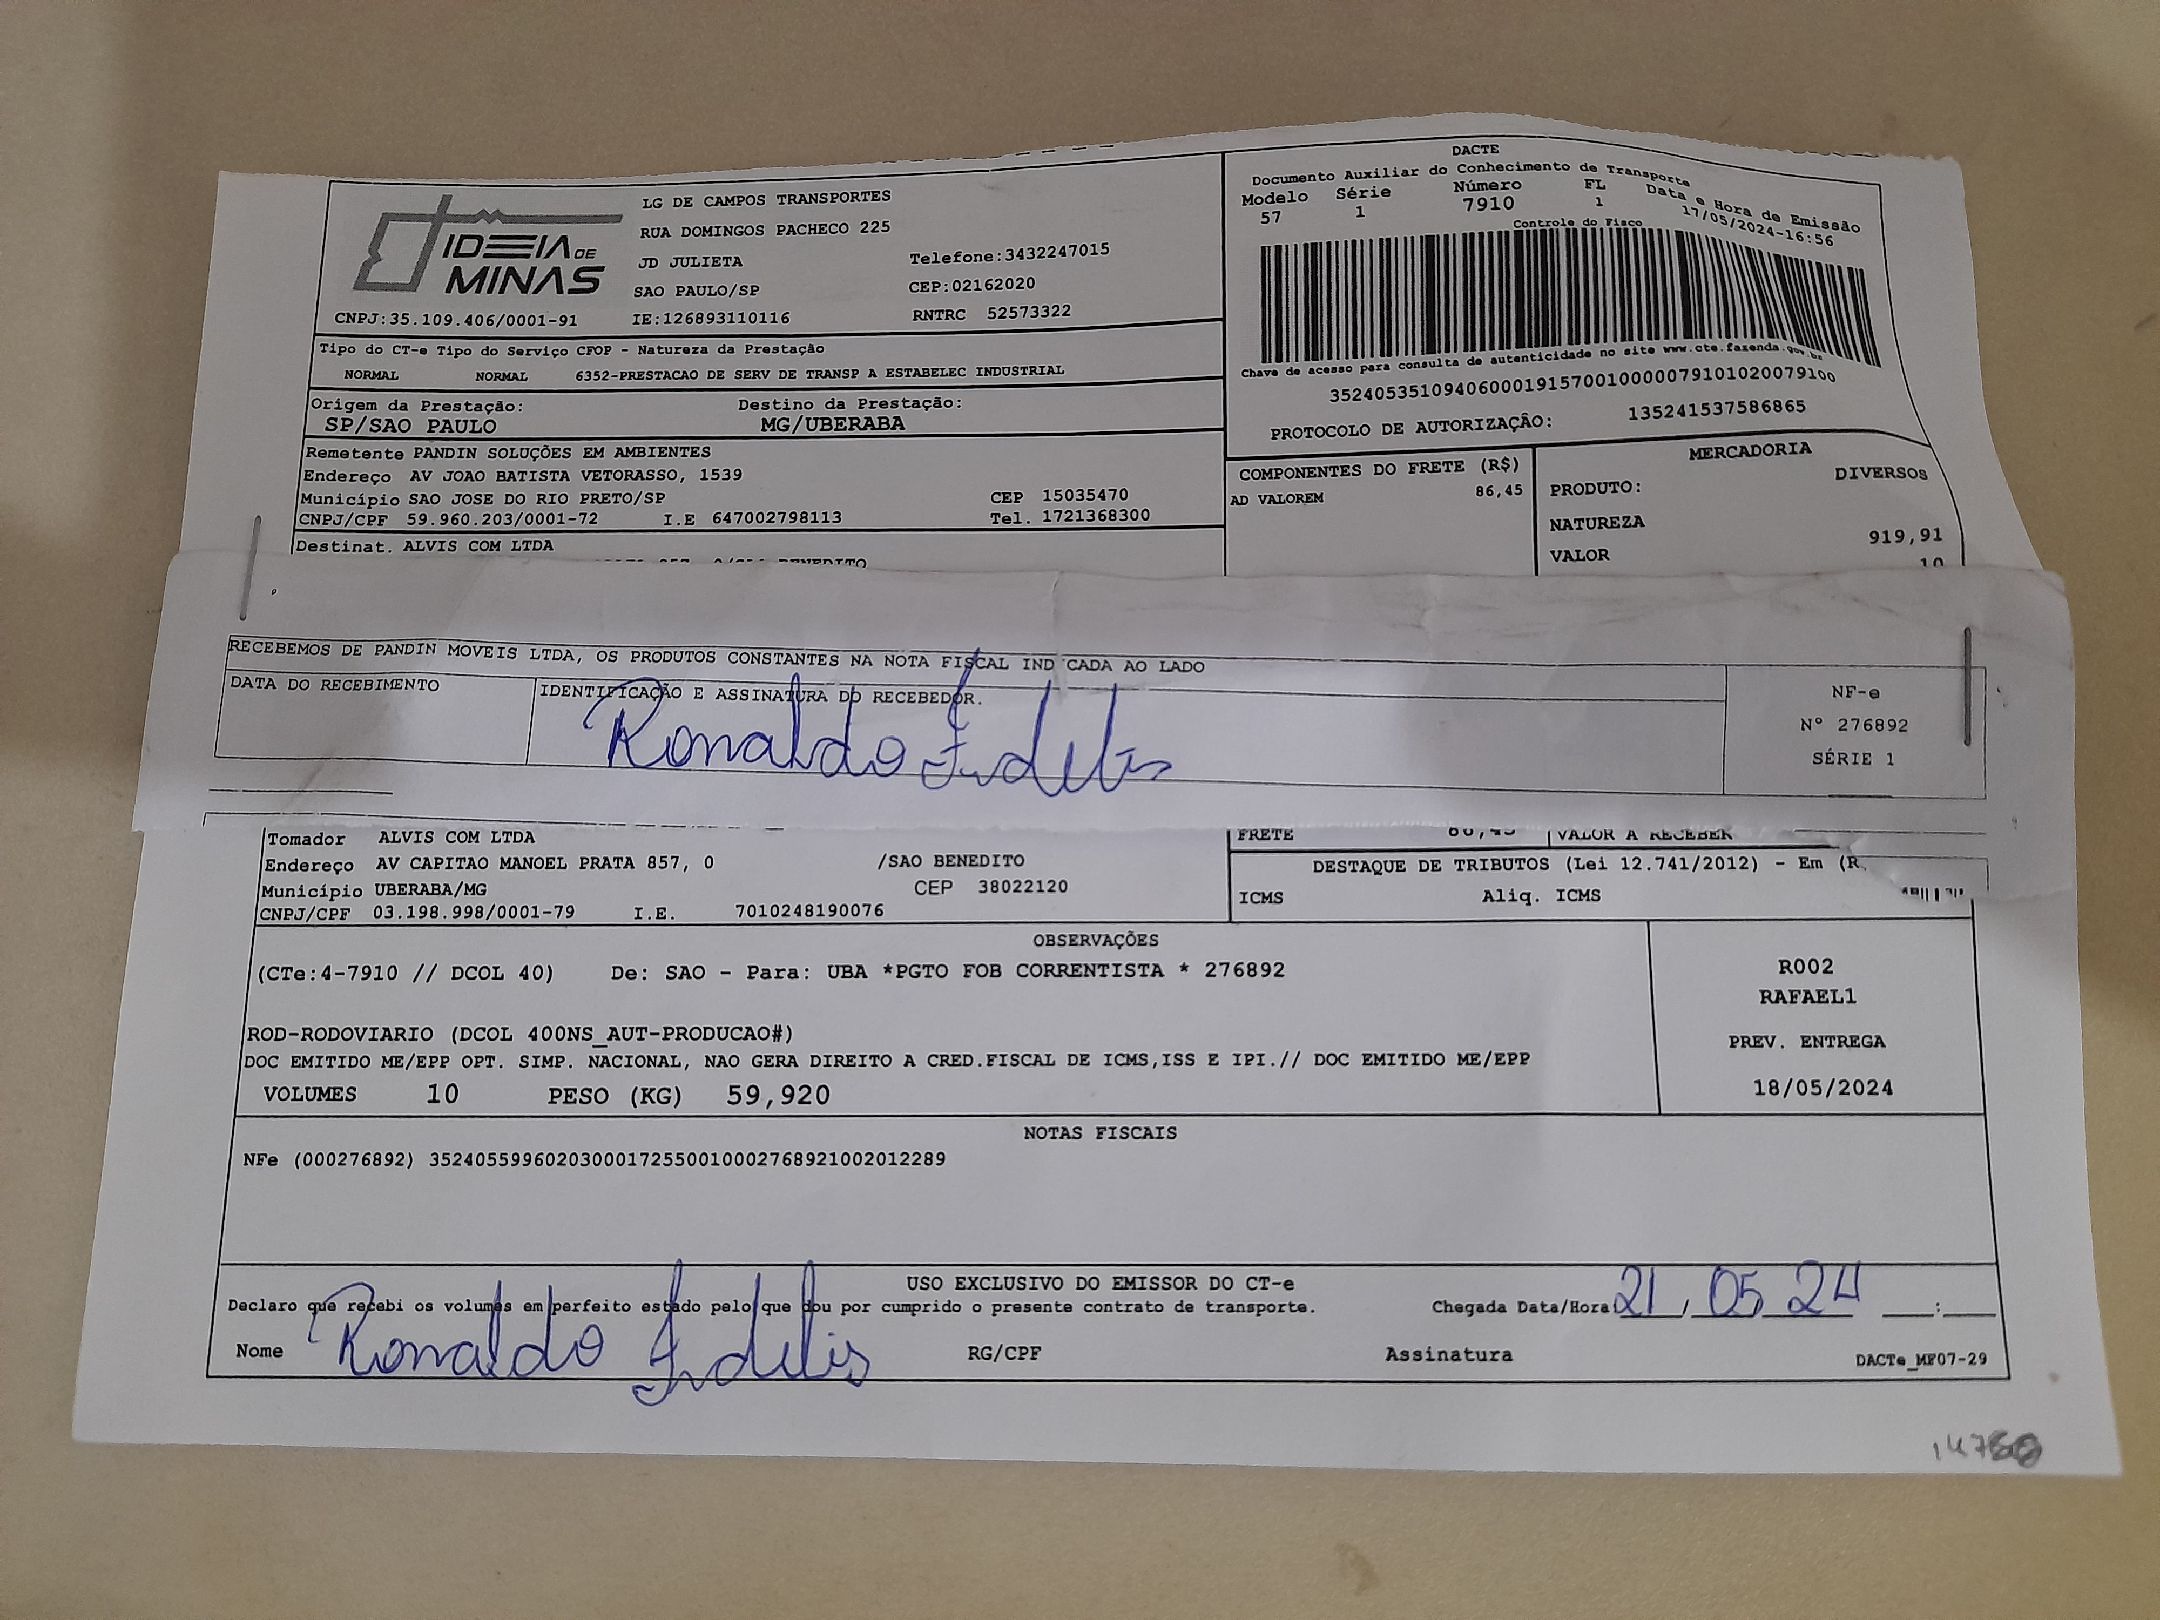 DACTE
Documento Auxiliar do Conhecimento de Transporte
Modelo Série Número FL Data e Hora de Emissão
57 1 7910 1 17/05/2024-16:56
Controle do Fisco
IDEIA DE
MINAS
LG DE CAMPOS TRANSPORTES
RUA DOMINGOS PACHECO 225
JD JULIETA Telefone:3432247015
SAO PAULO/SP CEP:02162020
CNPJ:35.109.406/0001-91 IE:126893110116 RNTRC 52573322
Chave de acesso para consulta de autenticidade no site www.cte.fazenda.gov.br
35240535109406000191570010000079101020079100
PROTOCOLO DE AUTORIZAÇÃO: 135241537586865
Tipo do CT-e Tipo do Serviço CFOP - Natureza da Prestação
NORMAL NORMAL 6352-PRESTACAO DE SERV DE TRANSP A ESTABELEC INDUSTRIAL
Origem da Prestação: Destino da Prestação:
SP/SAO PAULO MG/UBERABA
Remetente PANDIN SOLUÇÕES EM AMBIENTES
Endereço AV JOAO BATISTA VETORASSO, 1539
Município SAO JOSE DO RIO PRETO/SP CEP 15035470
CNPJ/CPF 59.960.203/0001-72 I.E 647002798113 Tel. 1721368300
Destinat. ALVIS COM LTDA
COMPONENTES DO FRETE (R$)
AD VALOREM 86,45
MERCADORIA
PRODUTO: DIVERSOS
NATUREZA
919,91
VALOR
10
RECEBEMOS DE PANDIN MOVEIS LTDA, OS PRODUTOS CONSTANTES NA NOTA FISCAL INDICADA AO LADO
DATA DO RECEBIMENTO IDENTIFICAÇÃO E ASSINATURA DO RECEBEDOR.
Ronaldo Fidelis
NF-e
Nº 276892
SÉRIE 1
Tomador ALVIS COM LTDA
Endereço AV CAPITAO MANOEL PRATA 857, 0 /SAO BENEDITO
Município UBERABA/MG CEP 38022120
CNPJ/CPF 03.198.998/0001-79 I.E. 7010248190076
FRETE 86,45 VALOR A RECEBER
DESTAQUE DE TRIBUTOS (Lei 12.741/2012) - Em (R
ICMS Aliq. ICMS
OBSERVAÇÕES
(CTe:4-7910 // DCOL 40) De: SAO - Para: UBA *PGTO FOB CORRENTISTA * 276892
ROD-RODOVIARIO (DCOL 400NS_AUT-PRODUCAO#)
DOC EMITIDO ME/EPP OPT. SIMP. NACIONAL, NAO GERA DIREITO A CRED.FISCAL DE ICMS,ISS E IPI.// DOC EMITIDO ME/EPP
VOLUMES 10 PESO (KG) 59,920
R002
RAFAEL1
PREV. ENTREGA
18/05/2024
NOTAS FISCAIS
NFe (000276892) 35240559960203000172550010002768921002012289
USO EXCLUSIVO DO EMISSOR DO CT-e
Declaro que recebi os volumes em perfeito estado pelo que dou por cumprido o presente contrato de transporte. Chegada Data/Hora 21/05 24 :
Nome Ronaldo Fidelis RG/CPF Assinatura DACTe_MF07-29